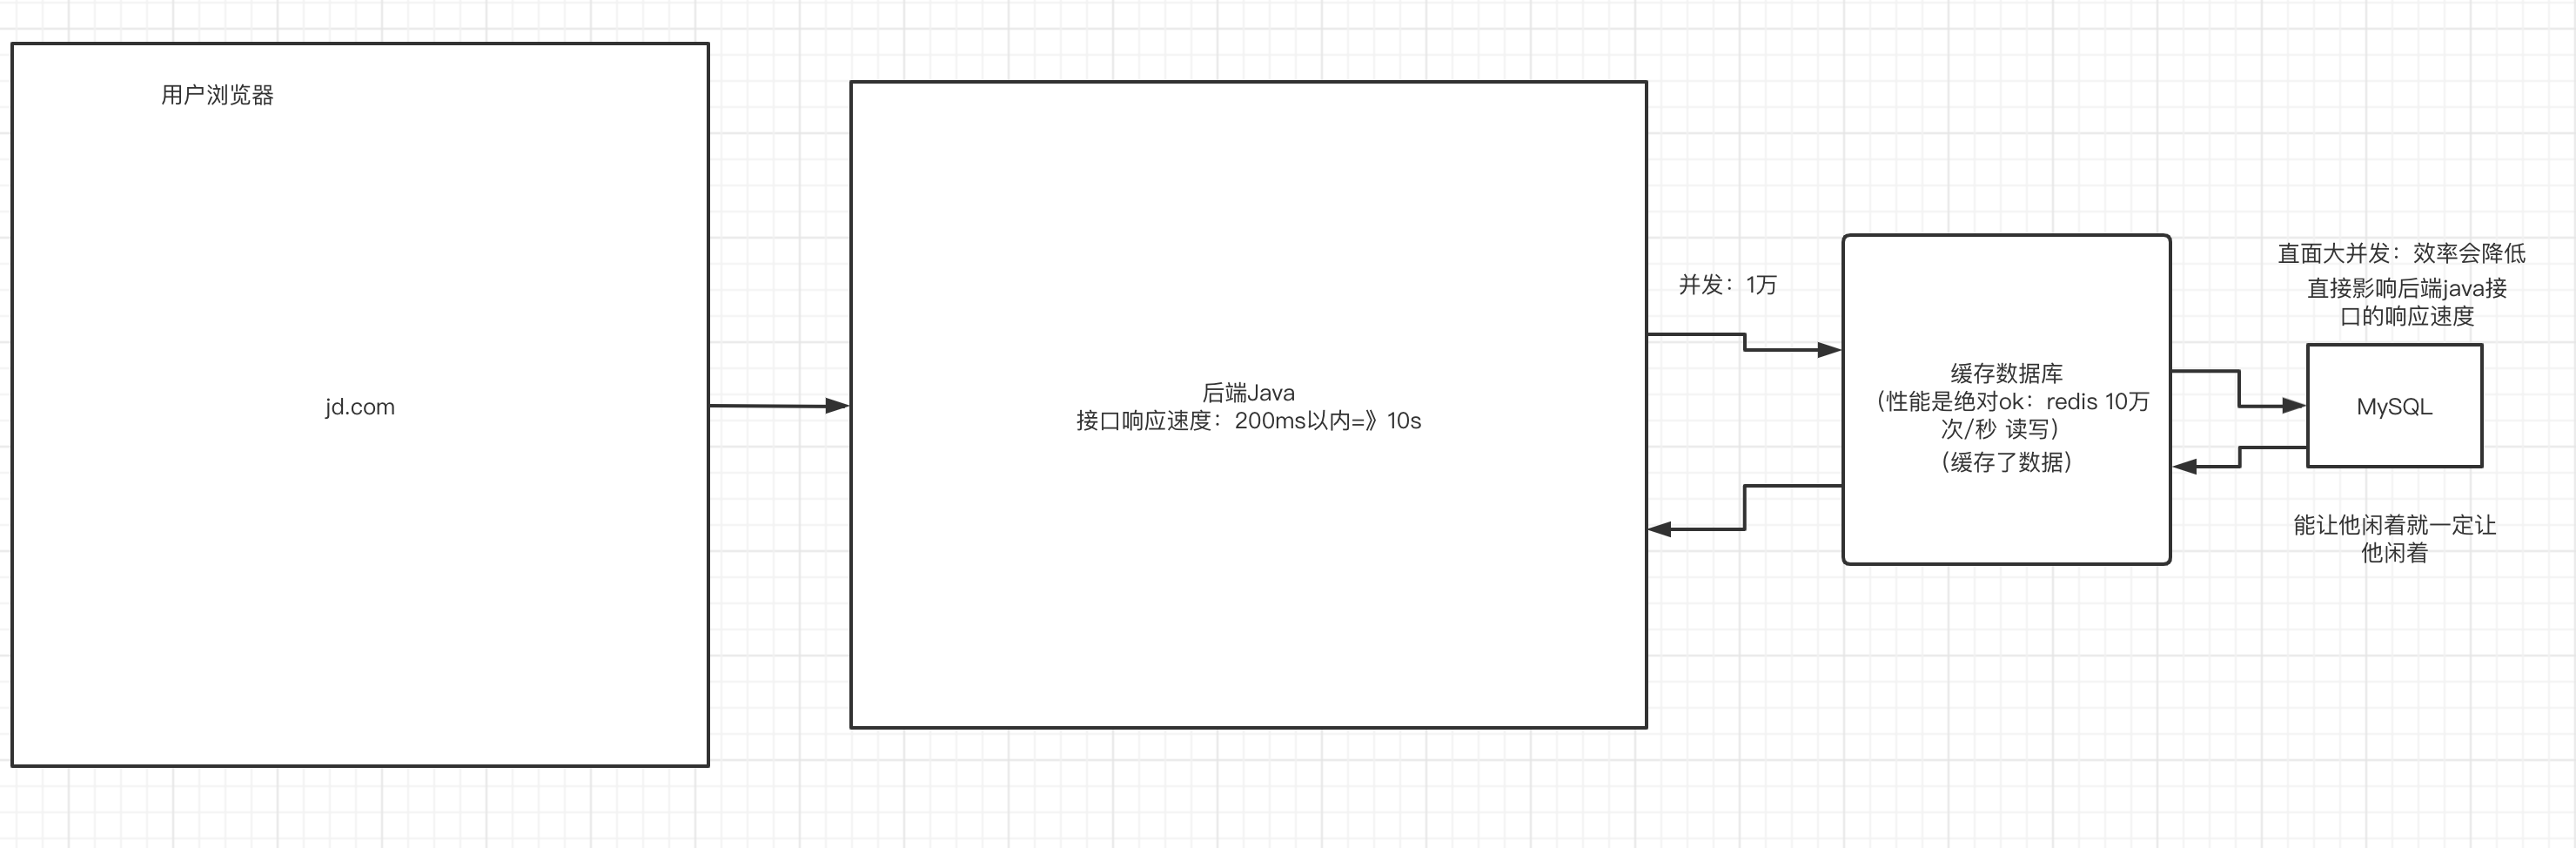 用户浏览器
jd.com
后端Java
接口响应速度：200ms以内=》10s
并发：1万
缓存数据库
（性能是绝对ok：redis 10万
次/秒 读写）
（缓存了数据）
直面大并发：效率会降低
直接影响后端java接
口的响应速度
MySQL
能让他闲着就一定让
他闲着